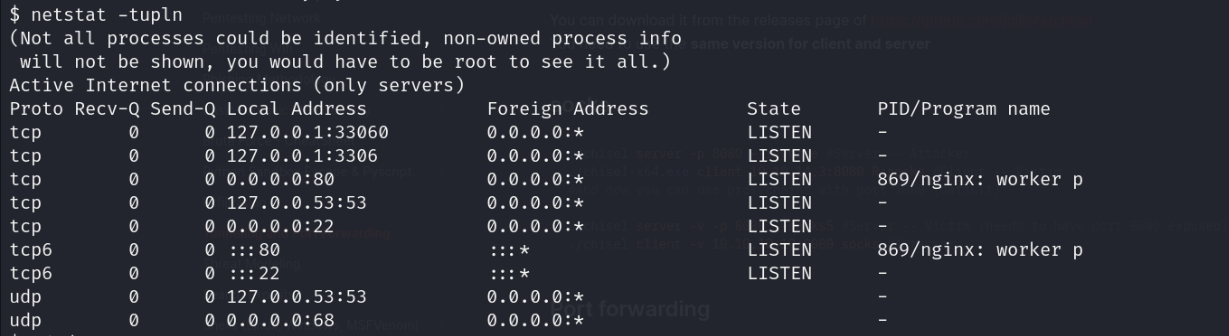 $ netstat -tupln
(Not all processes could be identified, non-owned process info
will not be shown, you would have to be root to see it all.)
Active Internet connections (only servers)
Proto Recv-Q Send-Q Local Address Foreign Address State PID/Program name
tcp 0 0 127.0.0.1:33060 0.0.0.0:* LISTEN -
tcp 0 0 127.0.0.1:3306 0.0.0.0:* LISTEN -
tcp 0 0 0.0.0.0:80 0.0.0.0:* LISTEN 869/nginx: worker p
tcp 0 0 127.0.0.53:53 0.0.0.0:* LISTEN -
tcp 0 0 0.0.0.0:22 0.0.0.0:* LISTEN -
tcp6 0 0 :::80 :::* LISTEN 869/nginx: worker p
tcp6 0 0 :::22 :::* LISTEN -
udp 0 0 127.0.0.53:53 0.0.0.0:* -
udp 0 0 0.0.0.0:68 0.0.0.0:* -
Pentesting Network
You can download it from the releases page of
same version for client and server
Port forwarding